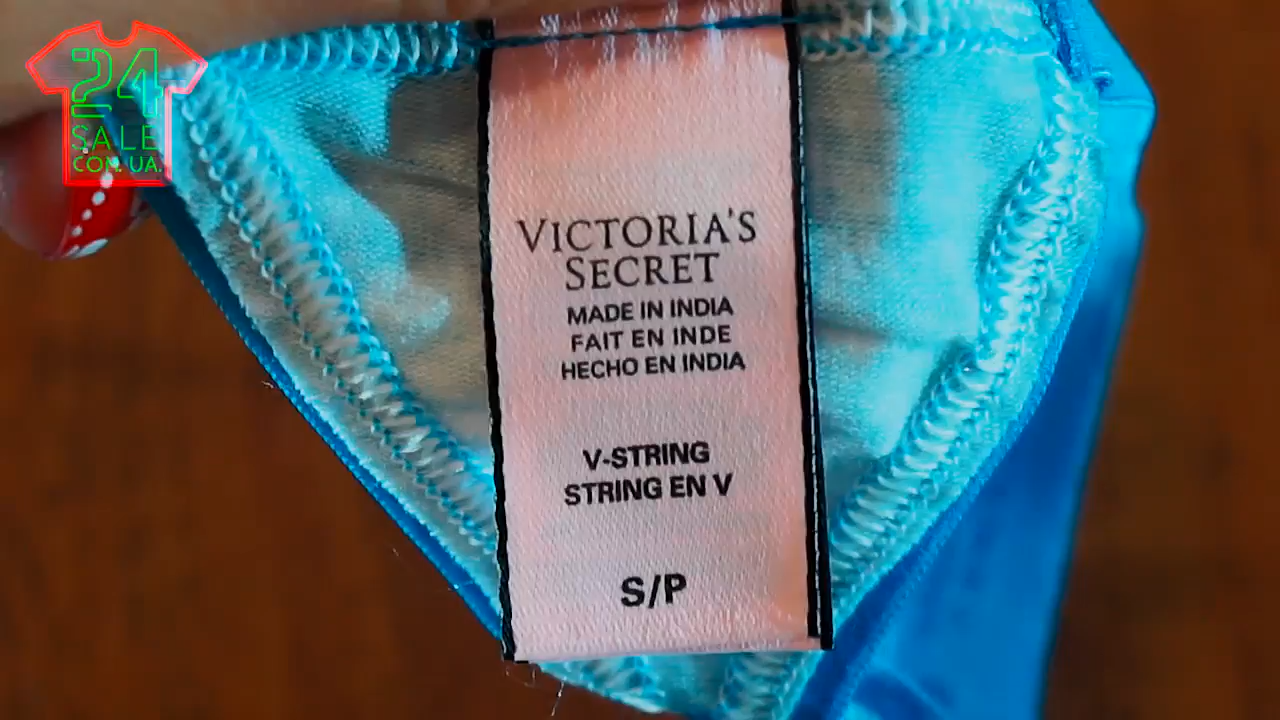 24
SALE
COM.UA.
VICTORIA'S
SECRET
MADE IN INDIA
FAIT EN INDE
HECHO EN INDIA
V-STRING
STRING EN V
S/P